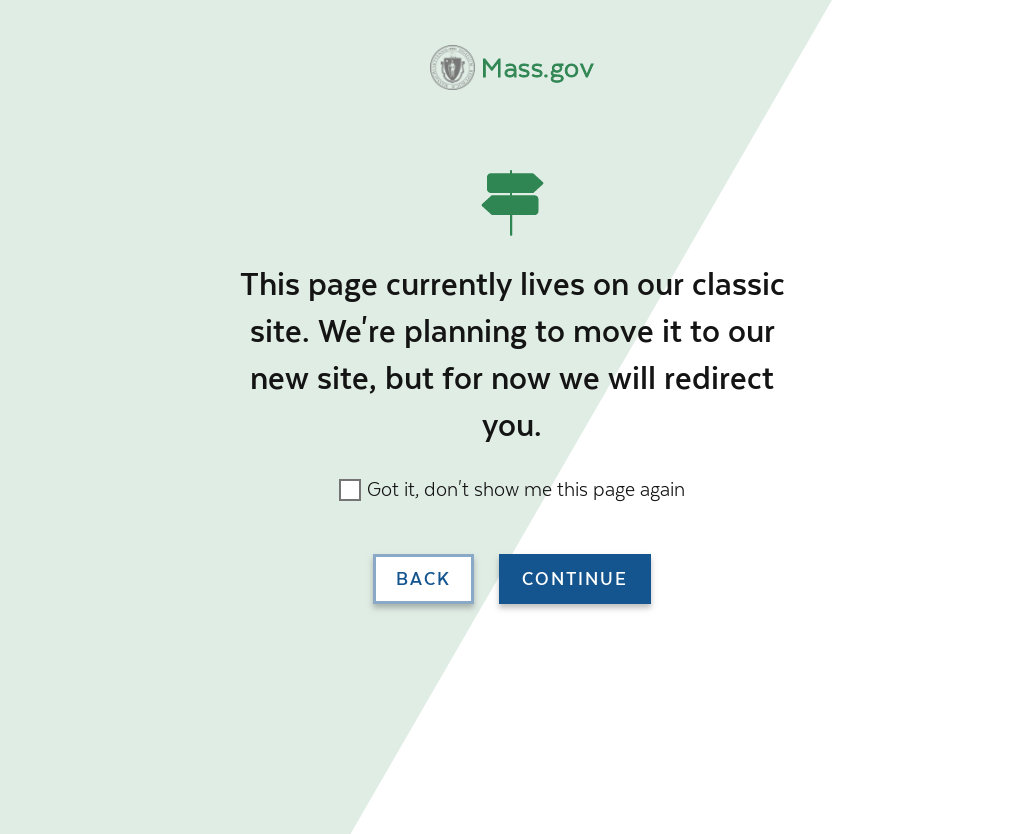 Mass.gov
This page currently lives on our classic
site. We're planning to move it to our
new site, but for now we will redirect
you.
Got it, don't show me this page again
BACK CONTINUE